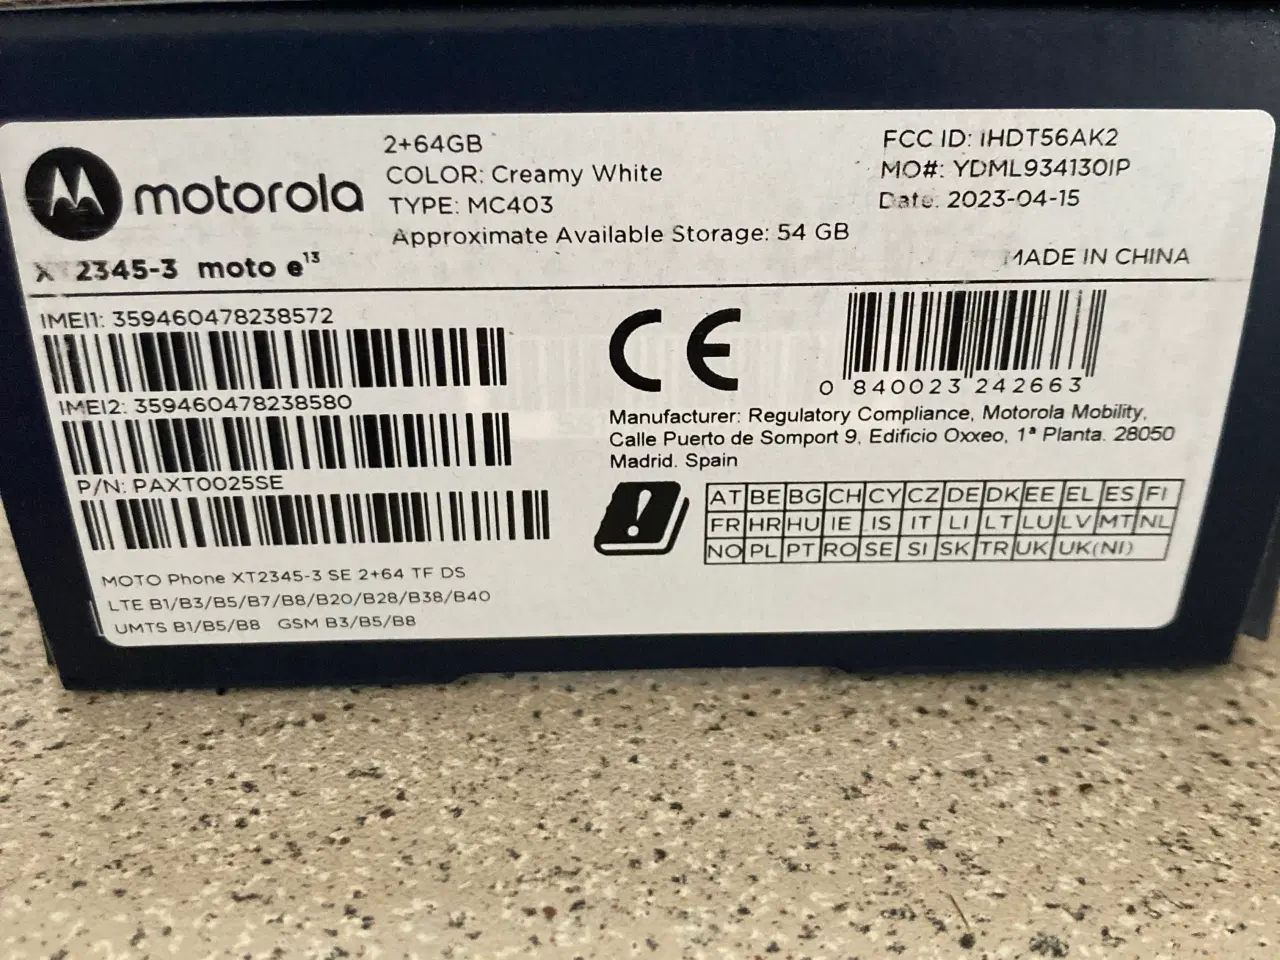 motorola
XT2345-3 moto e¹³
2+64GB
COLOR: Creamy White
TYPE: MC403
Approximate Available Storage: 54 GB
FCC ID: IHDT56AK2
MO#: YDML934130IP
Date: 2023-04-15
MADE IN CHINA
IMEI1: 359460478238572
IMEI2: 359460478238580
P/N: PAXT0025SE
MOTO Phone XT2345-3 SE 2+64 TF DS
LTE B1/B3/B5/B7/B8/B20/B28/B38/B40
UMTS B1/B5/B8 GSM B3/B5/B8
CE
0 840023 242663
Manufacturer: Regulatory Compliance, Motorola Mobility,
Calle Puerto de Somport 9, Edificio Oxxeo, 1ª Planta. 28050
Madrid. Spain
AT BE BG CH CY CZ DE DK EE EL ES FI
FR HR HU IE IS IT LI LT LU LV MT NL
NO PL PT RO SE SI SK TR UK UK(NI)